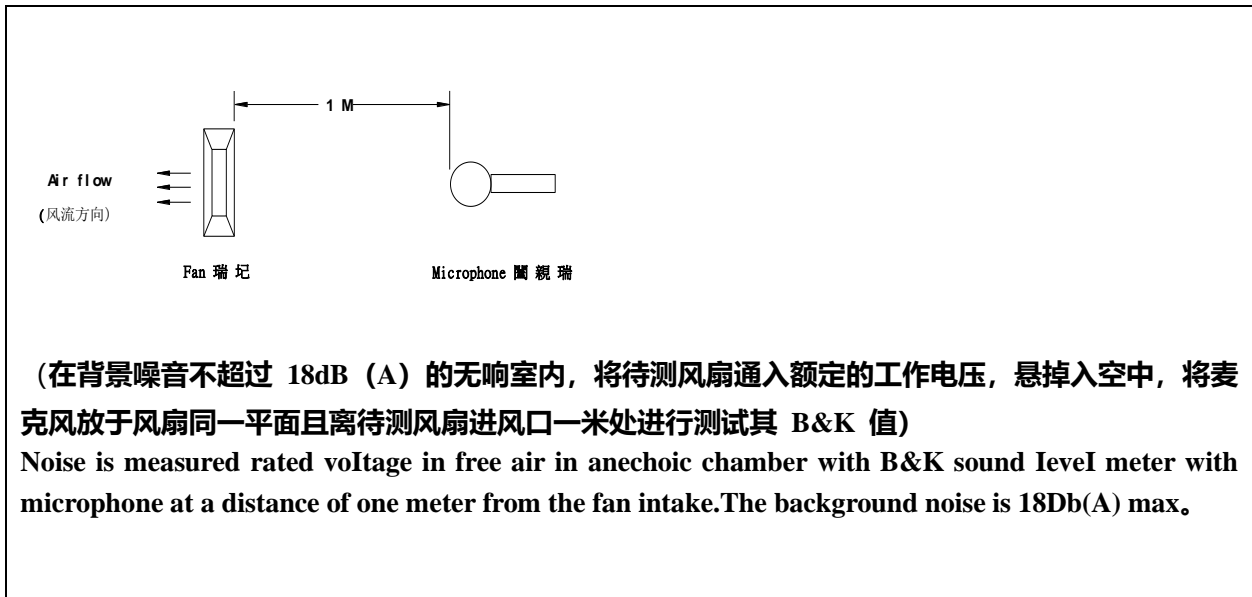 1 M
Air flow
(风流方向)
Fan 瑞 圮
Microphone 闔 親 瑞
（在背景噪音不超过 18dB（A）的无响室内，将待测风扇通入额定的工作电压，悬掉入空中，将麦
克风放于风扇同一平面且离待测风扇进风口一米处进行测试其 B&K 值)
Noise is measured rated voItage in free air in anechoic chamber with B&K sound IeveI meter with
microphone at a distance of one meter from the fan intake.The background noise is 18Db(A) max。